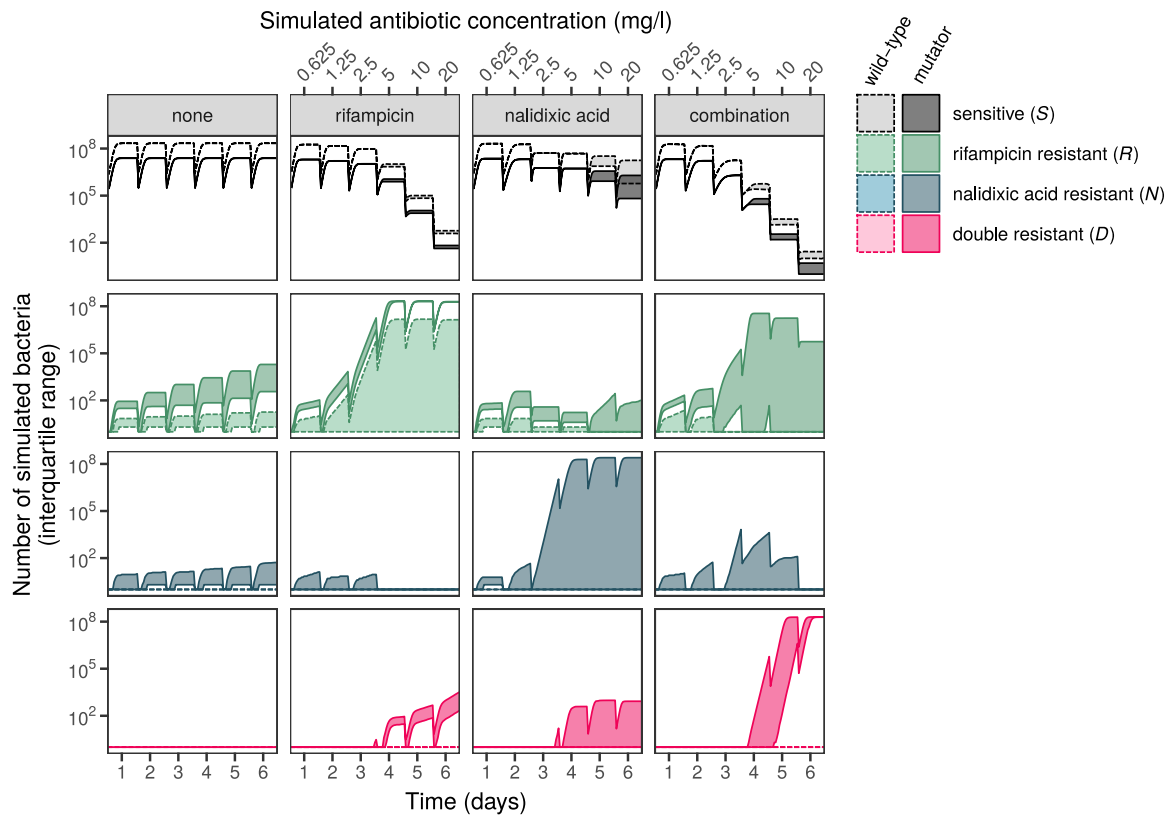 Simulated antibiotic concentration (mg/l)
0.625 1.25 2.5 5 10 20 0.625 1.25 2.5 5 10 20 0.625 1.25 2.5 5 10 20
none rifampicin nalidixic acid combination
wild−type mutator
sensitive (S)
rifampicin resistant (R)
nalidixic acid resistant (N)
double resistant (D)
Number of simulated bacteria
(interquartile range)
10^8
10^5
10^2
10^8
10^5
10^2
10^8
10^5
10^2
10^8
10^5
10^2
1 2 3 4 5 6 1 2 3 4 5 6 1 2 3 4 5 6 1 2 3 4 5 6
Time (days)